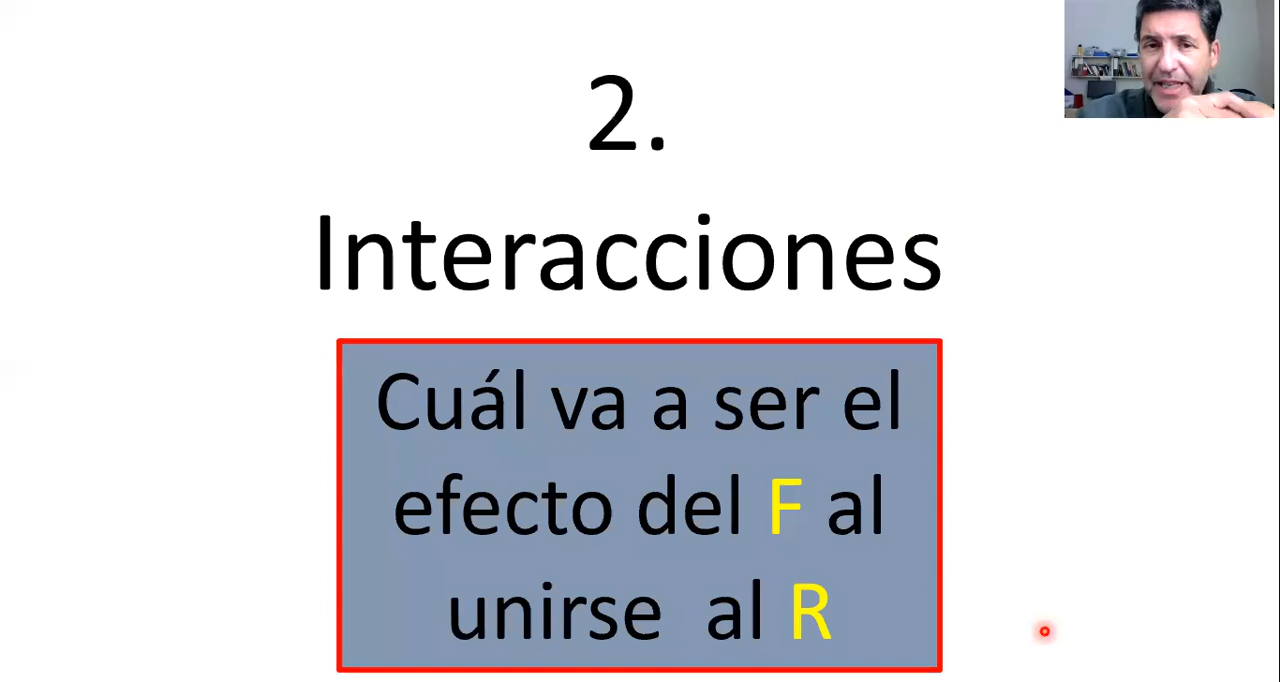 2.
Interacciones
Cuál va a ser el
efecto del F al
unirse al R